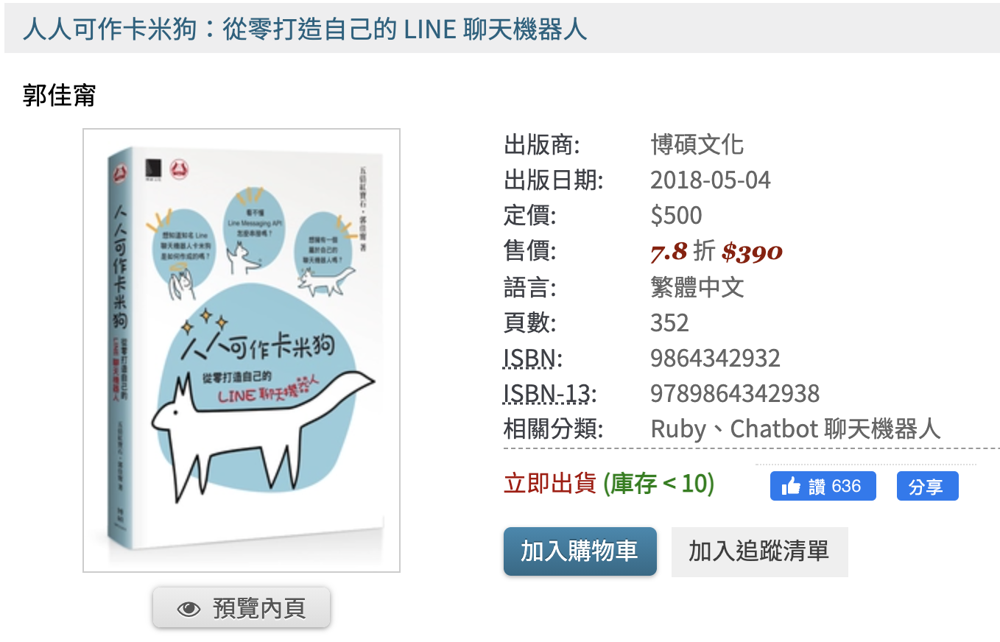 人人可作卡米狗：從零打造自己的 LINE 聊天機器人
郭佳甯
人人可作卡米狗
從零打造自己的
LINE 聊天機器人
五倍紅寶石・郭佳甯 著
五倍紅寶石・郭佳甯 著
想知道知名 Line
聊天機器人卡米狗
是如何作成的嗎？
看不懂
Line Messaging API
怎麼串接嗎？
想擁有一個
屬於自己的
聊天機器人嗎？
人人可作卡米狗
從零打造自己的
LINE 聊天機器人
預覽內頁
出版商: 博碩文化
出版日期: 2018-05-04
定價: $500
售價: 7.8 折 $390
語言: 繁體中文
頁數: 352
ISBN: 9864342932
ISBN-13: 9789864342938
相關分類: Ruby、Chatbot 聊天機器人
立即出貨 (庫存 < 10)
讚 636
分享
加入購物車
加入追蹤清單